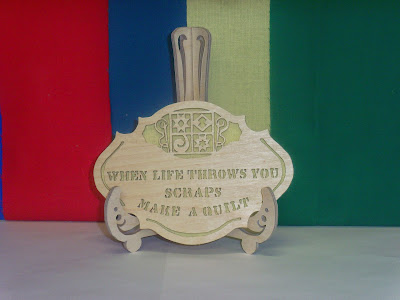 WHEN LIFE THROWS YOU
SCRAPS
MAKE A QUILT